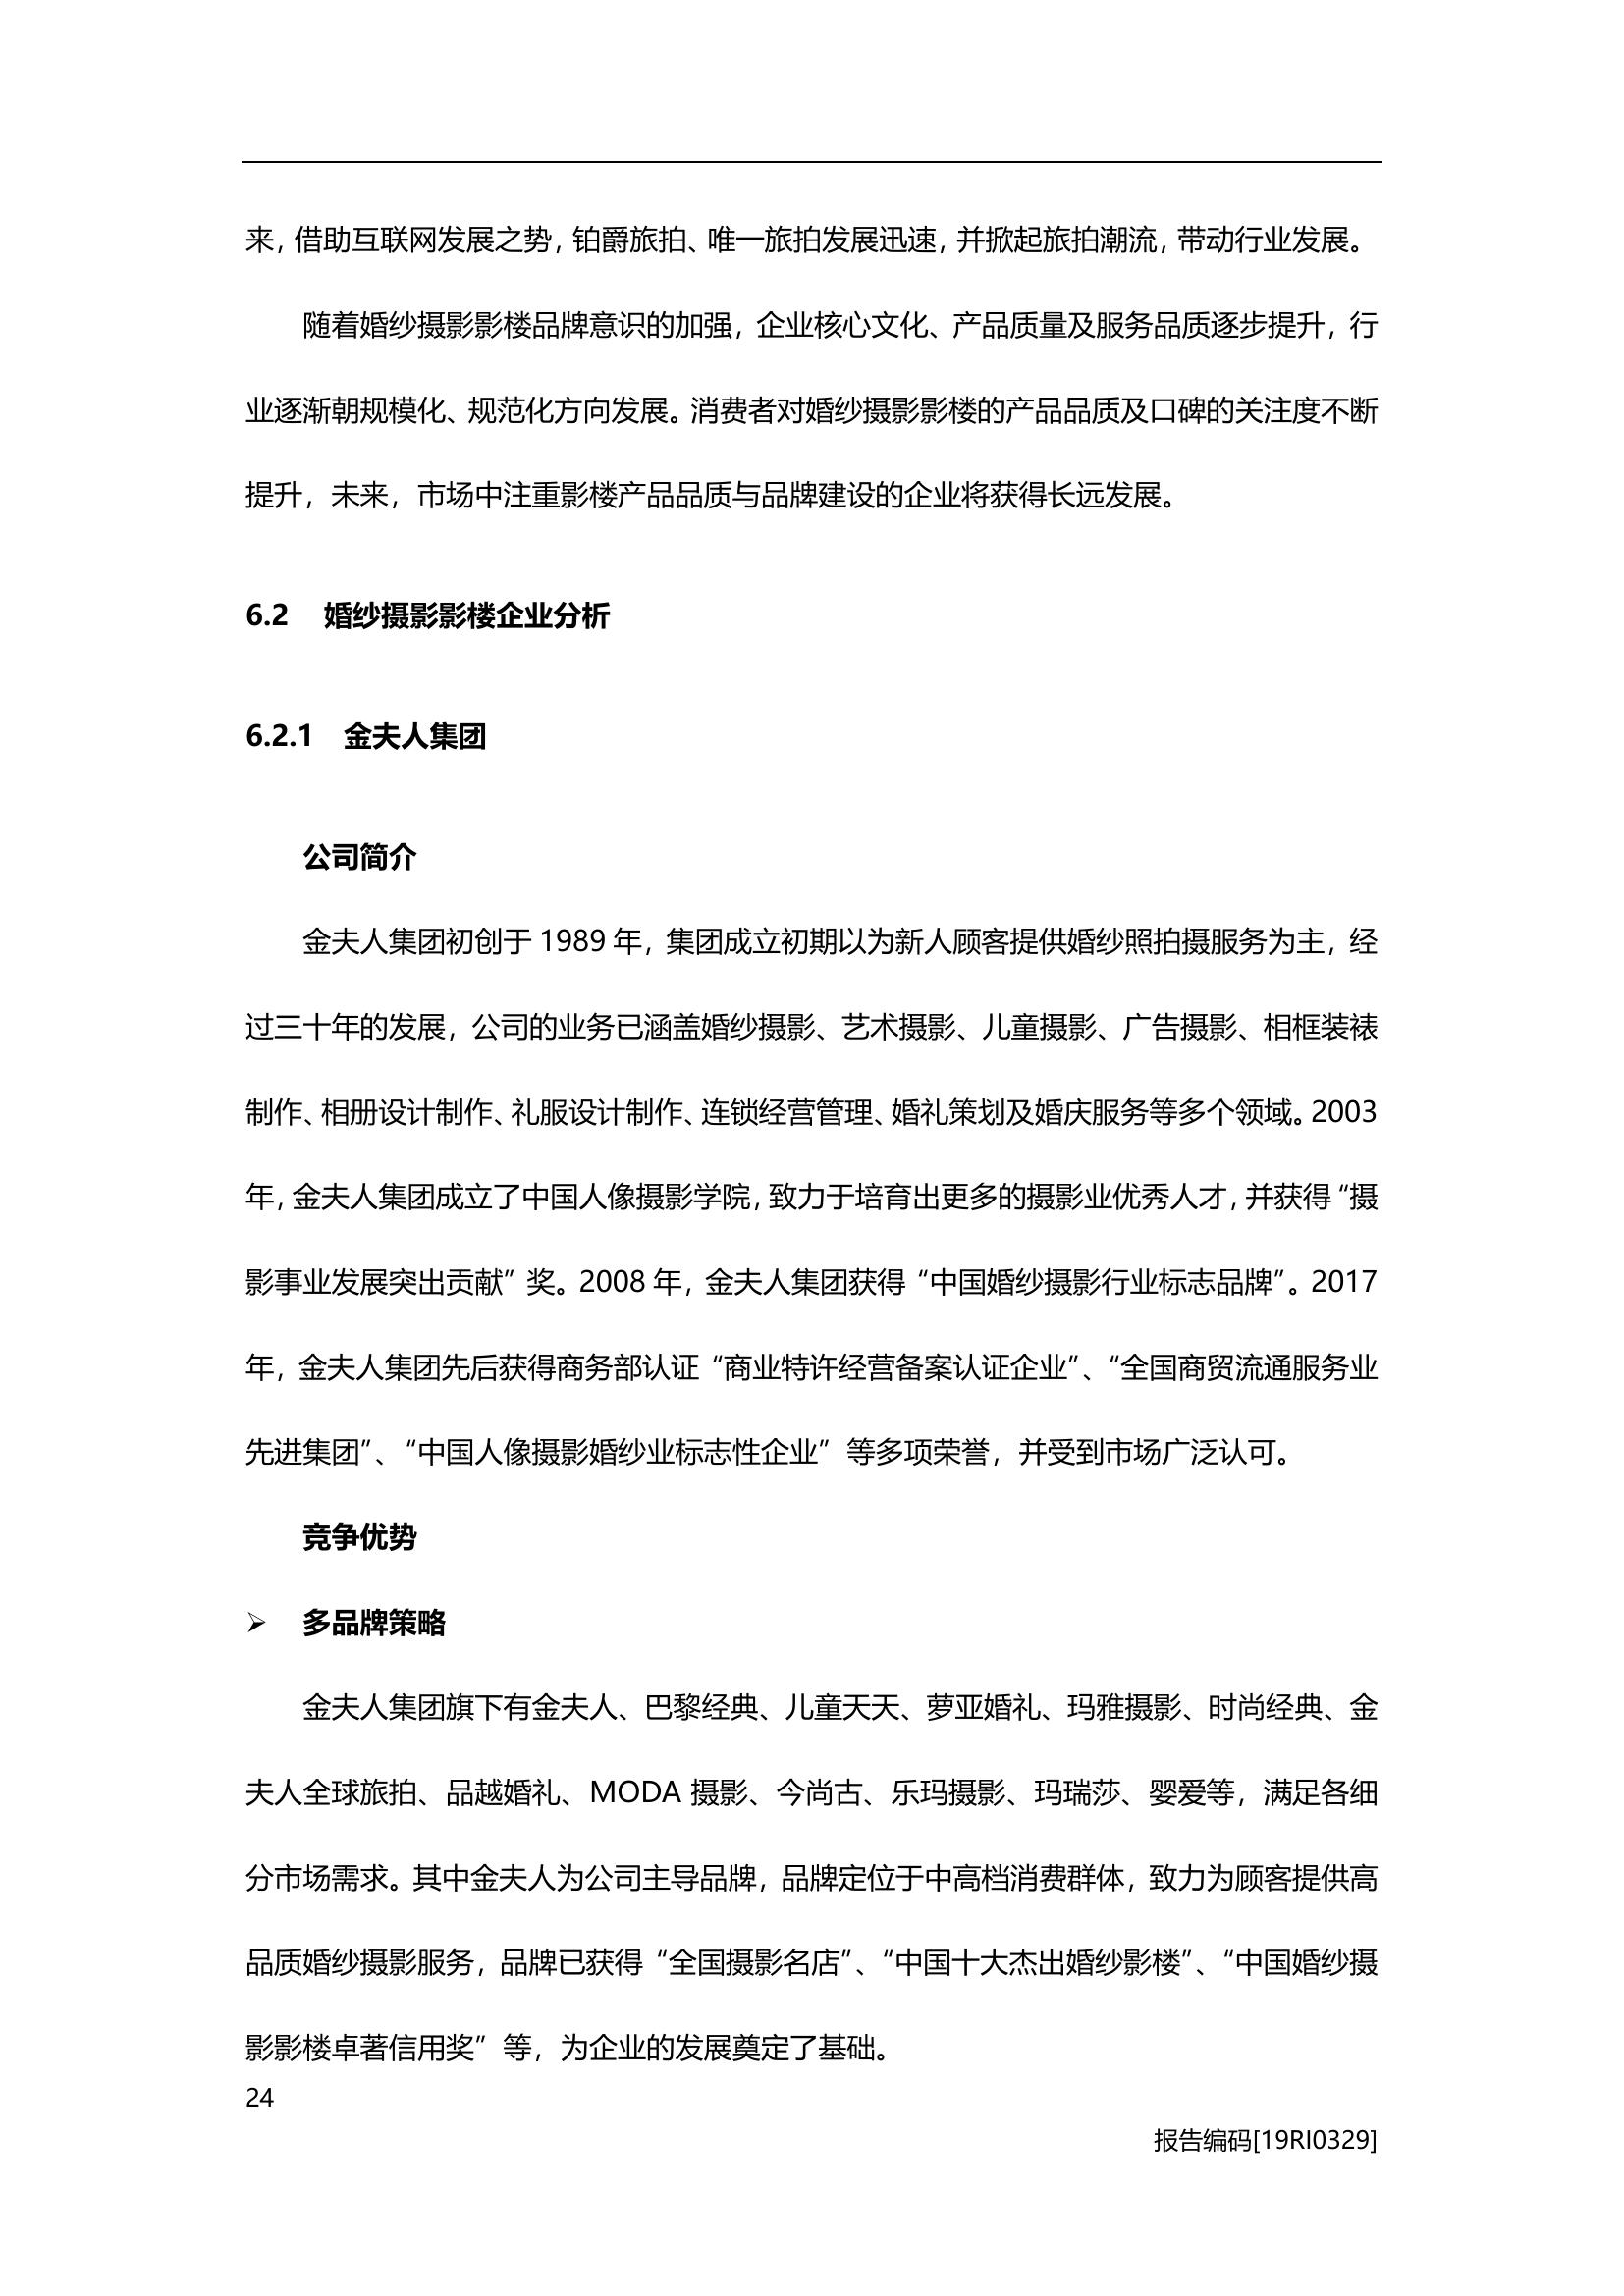 来，借助互联网发展之势，铂爵旅拍、唯一旅拍发展迅速，并掀起旅拍潮流，带动行业发展。
随着婚纱摄影影楼品牌意识的加强，企业核心文化、产品质量及服务品质逐步提升，行
业逐渐朝规模化、规范化方向发展。消费者对婚纱摄影影楼的产品品质及口碑的关注度不断
提升，未来，市场中注重影楼产品品质与品牌建设的企业将获得长远发展。
6.2 婚纱摄影影楼企业分析
6.2.1 金夫人集团
公司简介
金夫人集团初创于 1989 年，集团成立初期以为新人顾客提供婚纱照拍摄服务为主，经
过三十年的发展，公司的业务已涵盖婚纱摄影、艺术摄影、儿童摄影、广告摄影、相框装裱
制作、相册设计制作、礼服设计制作、连锁经营管理、婚礼策划及婚庆服务等多个领域。2003
年，金夫人集团成立了中国人像摄影学院，致力于培育出更多的摄影业优秀人才，并获得“摄
影事业发展突出贡献”奖。2008 年，金夫人集团获得“中国婚纱摄影行业标志品牌”。2017
年，金夫人集团先后获得商务部认证“商业特许经营备案认证企业”、“全国商贸流通服务业
先进集团”、“中国人像摄影婚纱业标志性企业”等多项荣誉，并受到市场广泛认可。
竞争优势
➢ 多品牌策略
金夫人集团旗下有金夫人、巴黎经典、儿童天天、萝亚婚礼、玛雅摄影、时尚经典、金
夫人全球旅拍、品越婚礼、MODA 摄影、今尚古、乐玛摄影、玛瑞莎、婴爱等，满足各细
分市场需求。其中金夫人为公司主导品牌，品牌定位于中高档消费群体，致力为顾客提供高
品质婚纱摄影服务，品牌已获得“全国摄影名店”、“中国十大杰出婚纱影楼”、“中国婚纱摄
影影楼卓著信用奖”等，为企业的发展奠定了基础。
24
报告编码[19RI0329]